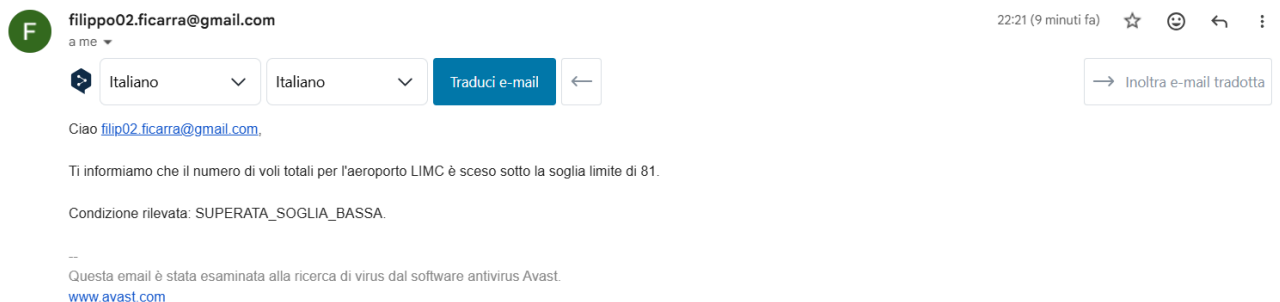 F
filippo02.ficarra@gmail.com
22:21 (9 minuti fa)
a me
Italiano
Italiano
Traduci e-mail
Inoltra e-mail tradotta
Ciao filip02.ficarra@gmail.com,
Ti informiamo che il numero di voli totali per l'aeroporto LIMC è sceso sotto la soglia limite di 81.
Condizione rilevata: SUPERATA_SOGLIA_BASSA.
--
Questa email è stata esaminata alla ricerca di virus dal software antivirus Avast.
www.avast.com